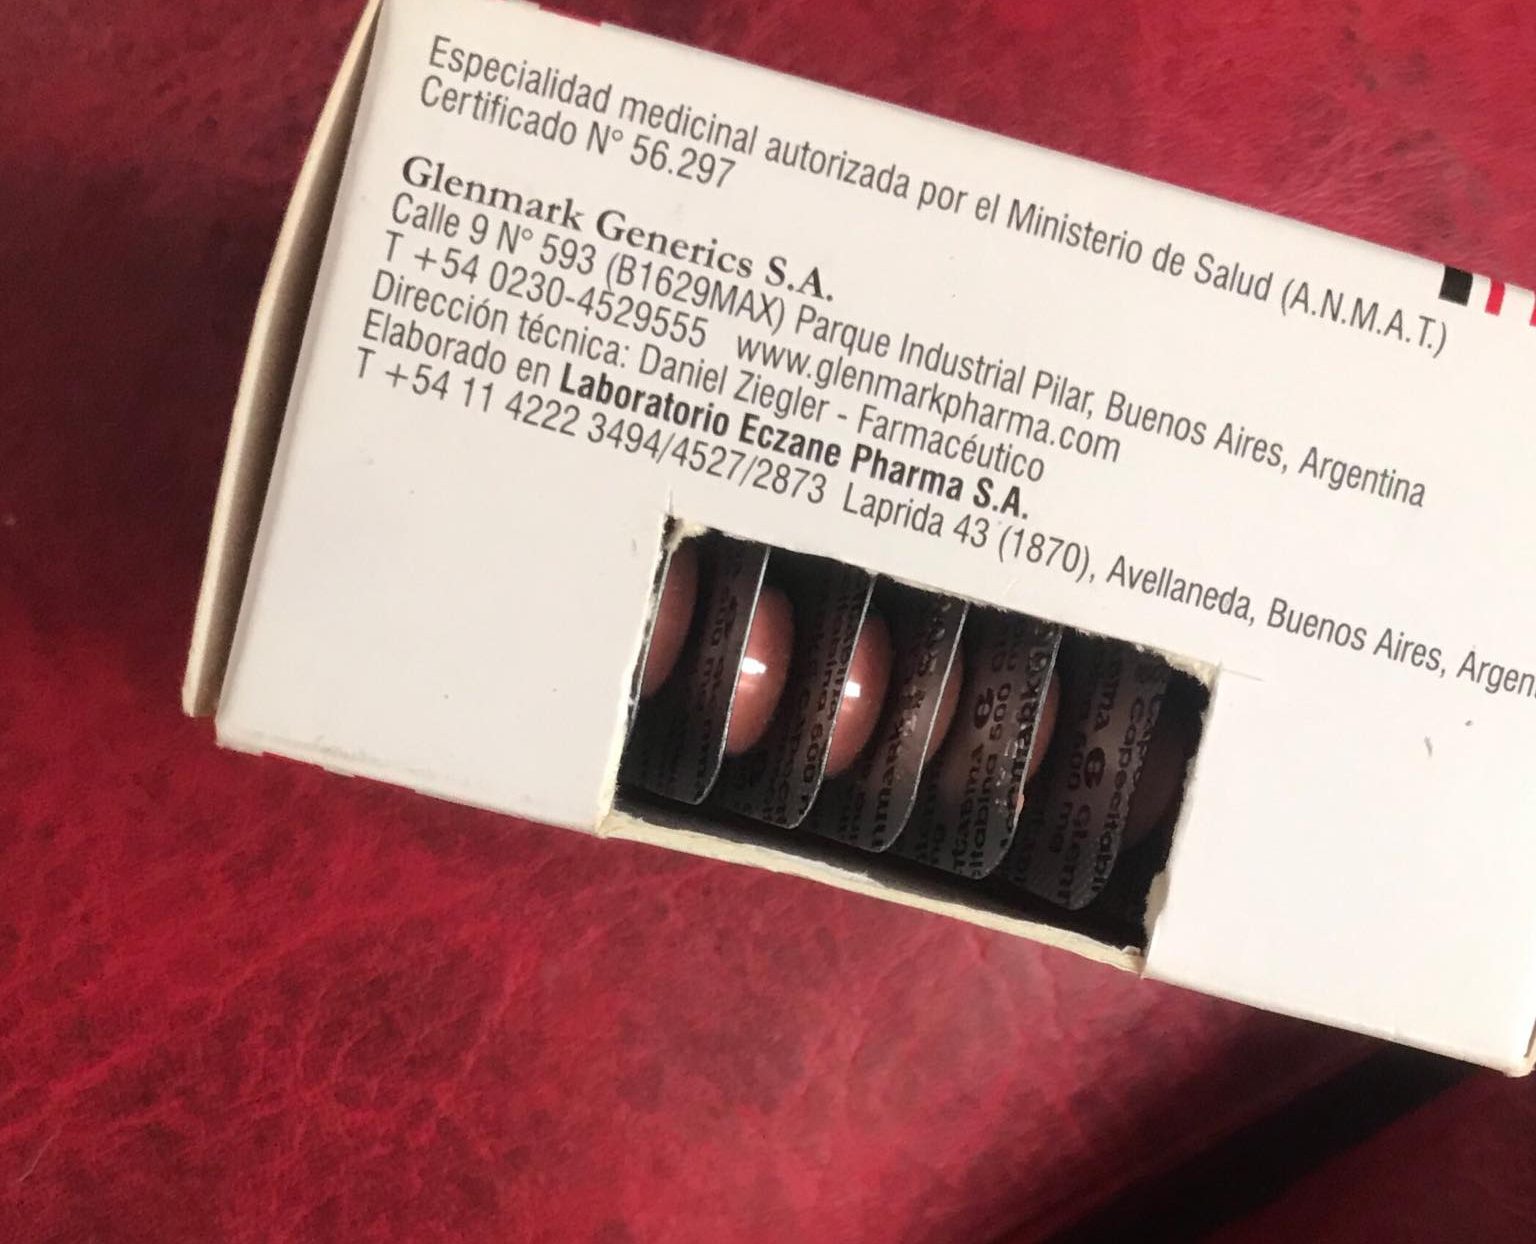 Especialidad medicinal autorizada por el Ministerio de Salud (A.N.M.A.T.)
Certificado N° 56.297
Glenmark Generics S.A.
Calle 9 N° 593 (B1629MAX) Parque Industrial Pilar, Buenos Aires, Argentina
T +54 0230-4529555 www.glenmarkpharma.com
Dirección técnica: Daniel Ziegler - Farmacéutico
Elaborado en Laboratorio Eczane Pharma S.A.
T +54 11 4222 3494/4527/2873 Laprida 43 (1870), Avellaneda, Buenos Aires, Argen